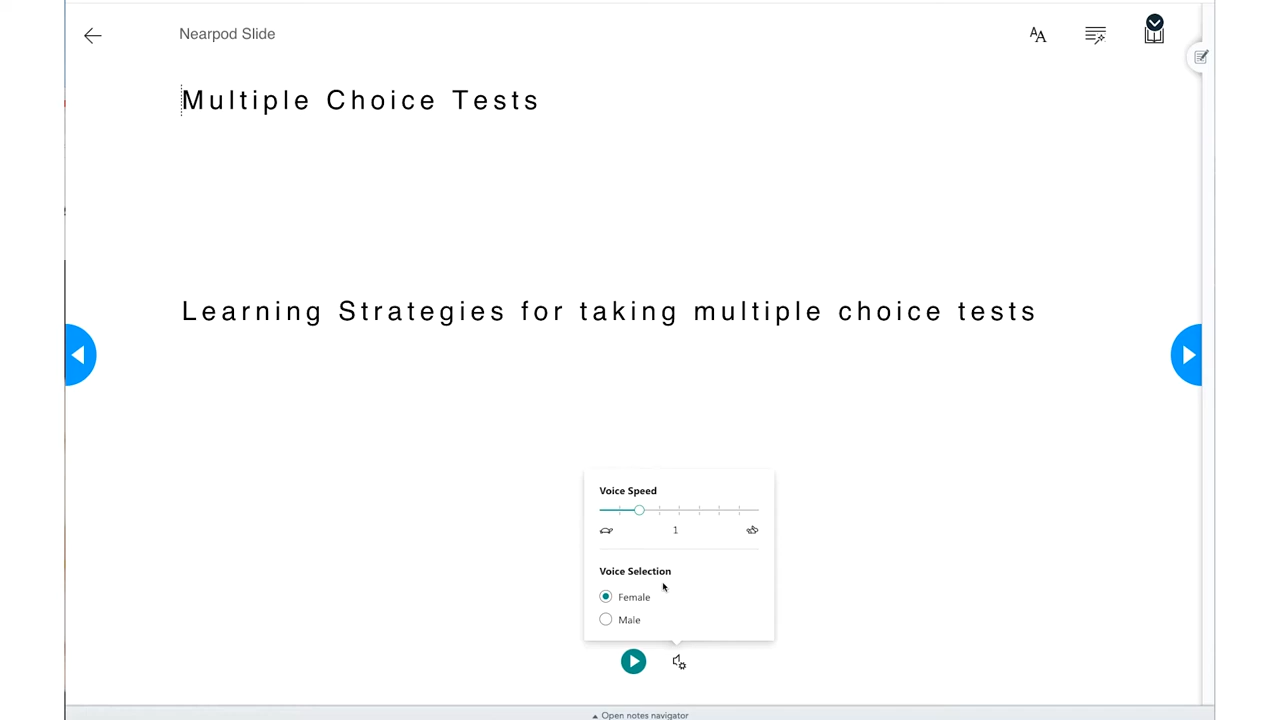 Nearpod Slide
AA
Multiple Choice Tests
Learning Strategies for taking multiple choice tests
Voice Speed
1
Voice Selection
Female
Male
Open notes navigator